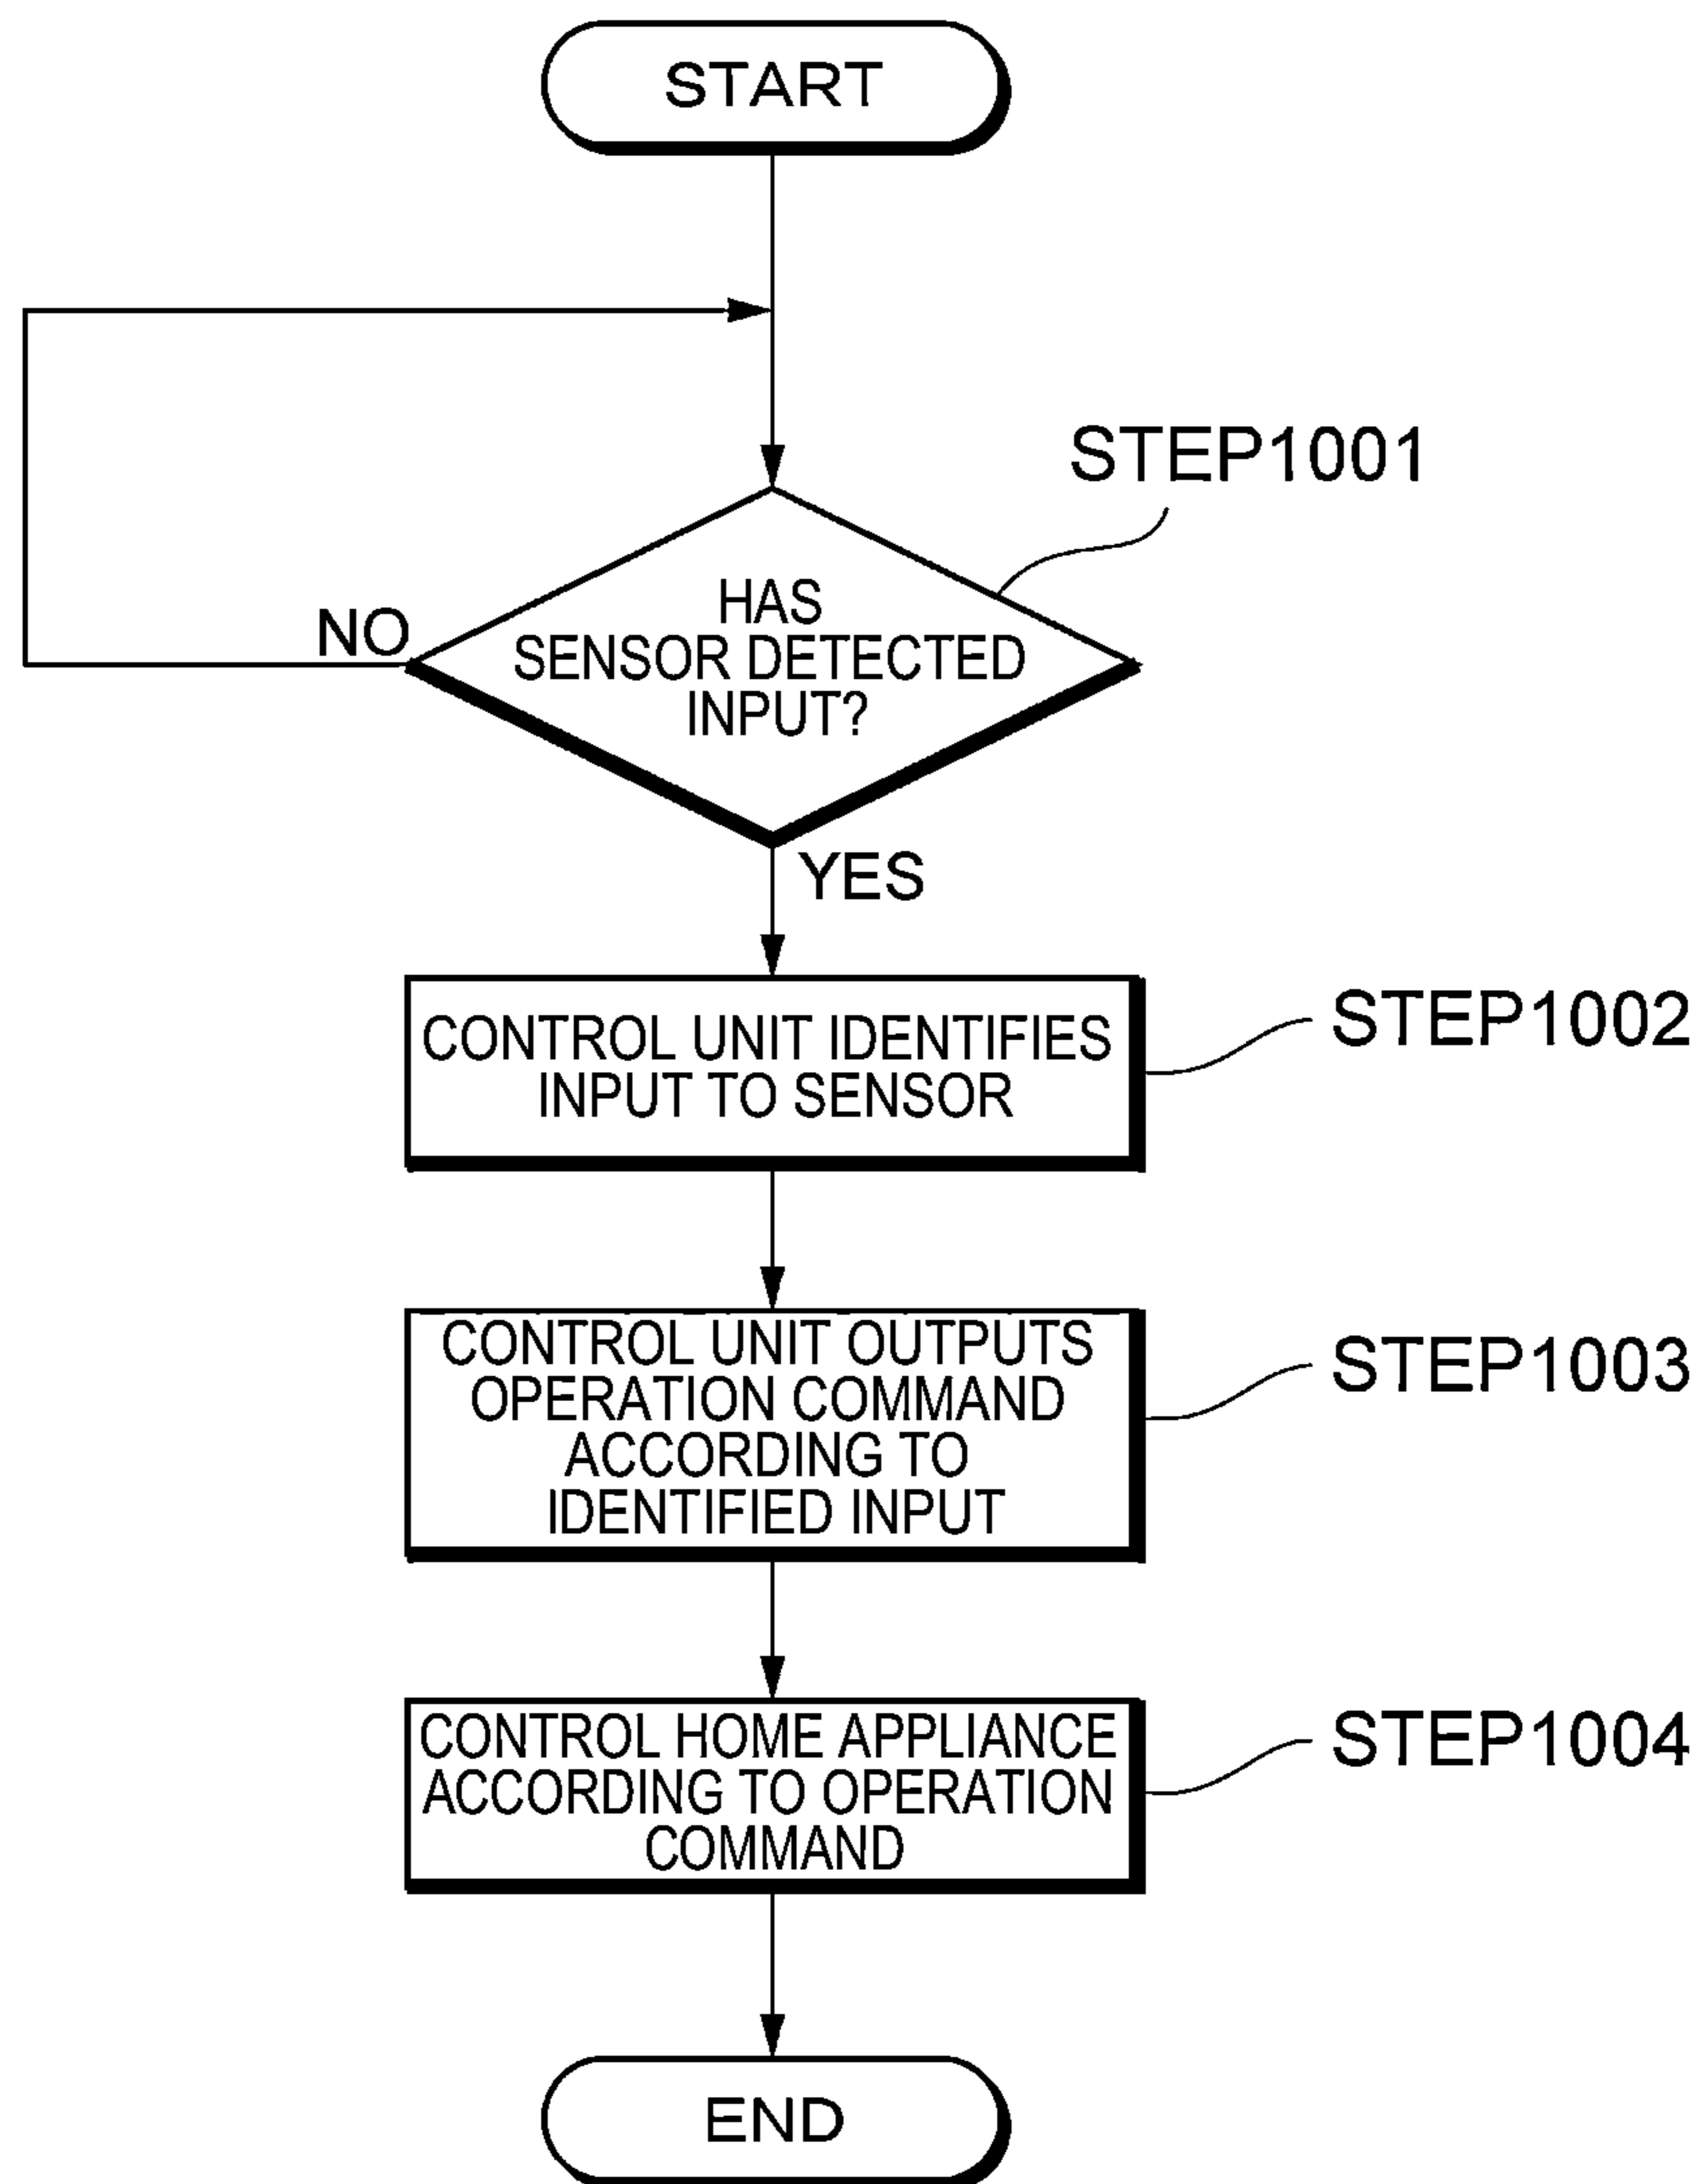 START
STEP1001
HAS
SENSOR DETECTED
INPUT?
NO
YES
CONTROL UNIT IDENTIFIES
INPUT TO SENSOR
STEP1002
CONTROL UNIT OUTPUTS
OPERATION COMMAND
ACCORDING TO
IDENTIFIED INPUT
STEP1003
CONTROL HOME APPLIANCE
ACCORDING TO OPERATION
COMMAND
STEP1004
END